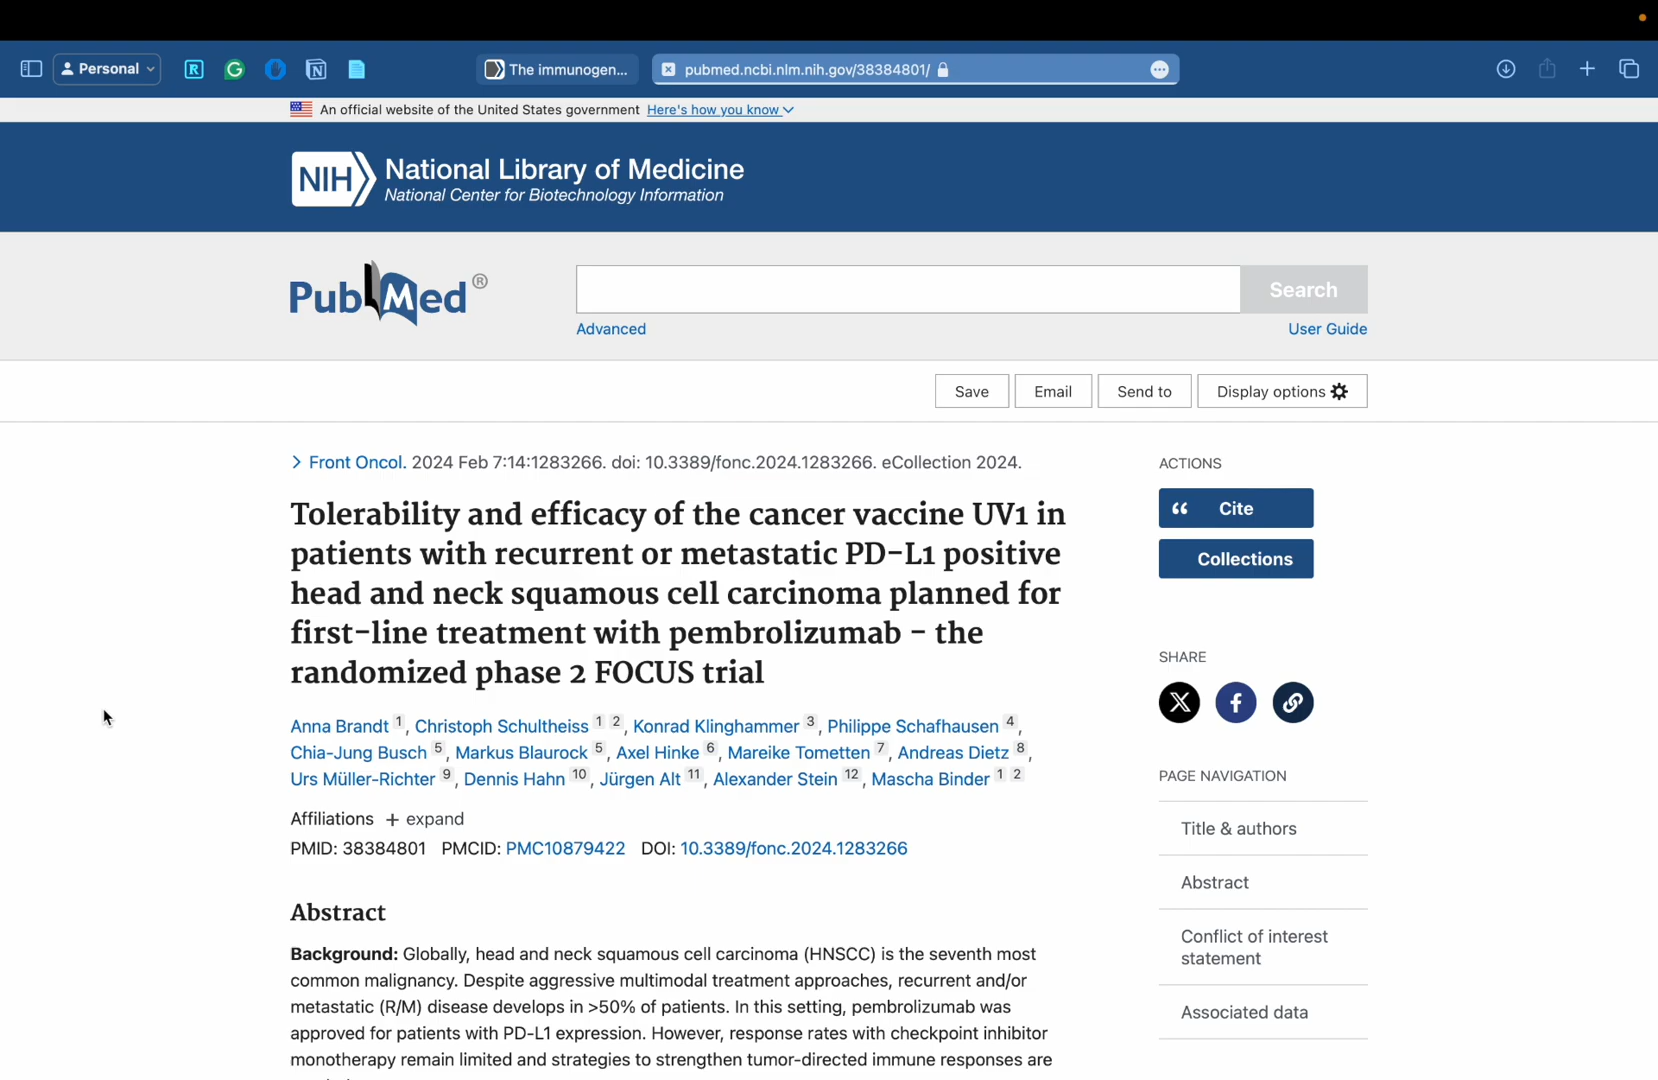 Personal
The immunogen...
pubmed.ncbi.nlm.nih.gov/38384801/
An official website of the United States government Here's how you know
NIH National Library of Medicine
National Center for Biotechnology Information
PubMed®
Search
Advanced
User Guide
Save
Email
Send to
Display options
Front Oncol. 2024 Feb 7:14:1283266. doi: 10.3389/fonc.2024.1283266. eCollection 2024.
Tolerability and efficacy of the cancer vaccine UV1 in
patients with recurrent or metastatic PD-L1 positive
head and neck squamous cell carcinoma planned for
first-line treatment with pembrolizumab - the
randomized phase 2 FOCUS trial
Anna Brandt 1, Christoph Schultheiss 1 2, Konrad Klinghammer 3, Philippe Schafhausen 4,
Chia-Jung Busch 5, Markus Blaurock 5, Axel Hinke 6, Mareike Tometten 7, Andreas Dietz 8,
Urs Müller-Richter 9, Dennis Hahn 10, Jürgen Alt 11, Alexander Stein 12, Mascha Binder 1 2
Affiliations + expand
PMID: 38384801 PMCID: PMC10879422 DOI: 10.3389/fonc.2024.1283266
Abstract
Background: Globally, head and neck squamous cell carcinoma (HNSCC) is the seventh most
common malignancy. Despite aggressive multimodal treatment approaches, recurrent and/or
metastatic (R/M) disease develops in >50% of patients. In this setting, pembrolizumab was
approved for patients with PD-L1 expression. However, response rates with checkpoint inhibitor
monotherapy remain limited and strategies to strengthen tumor-directed immune responses are
ACTIONS
Cite
Collections
SHARE
PAGE NAVIGATION
Title & authors
Abstract
Conflict of interest
statement
Associated data